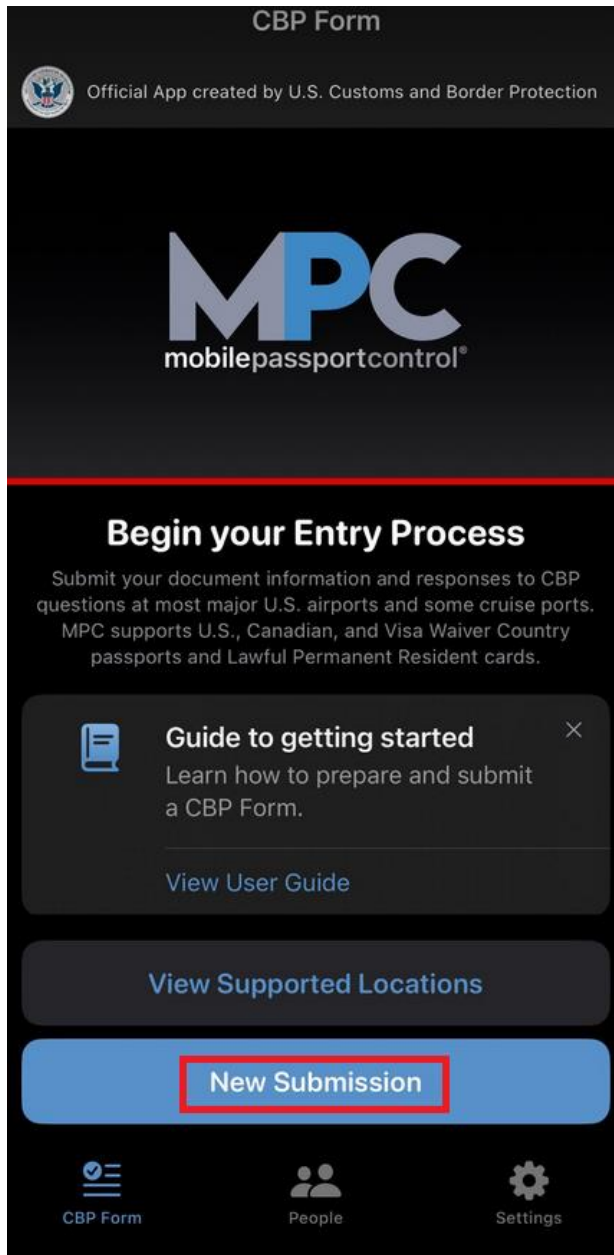 CBP Form
Official App created by U.S. Customs and Border Protection
MPC
mobilepassportcontrol®
Begin your Entry Process
Submit your document information and responses to CBP
questions at most major U.S. airports and some cruise ports.
MPC supports U.S., Canadian, and Visa Waiver Country
passports and Lawful Permanent Resident cards.
Guide to getting started
Learn how to prepare and submit
a CBP Form.
View User Guide
View Supported Locations
New Submission
CBP Form
People
Settings